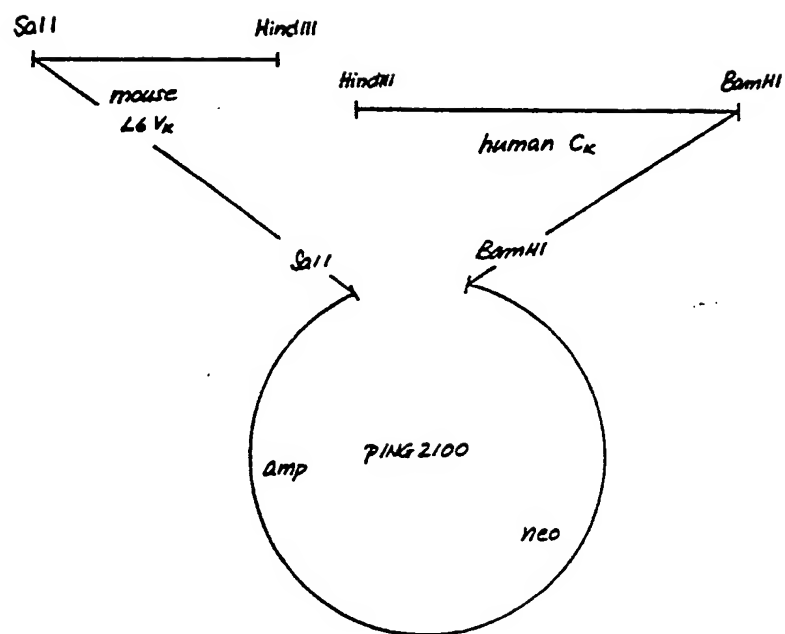 SalI HindIII
HindIII BamHI
mouse
L6 Vκ
human Cκ
SalI BamHI
pING2100
amp
neo